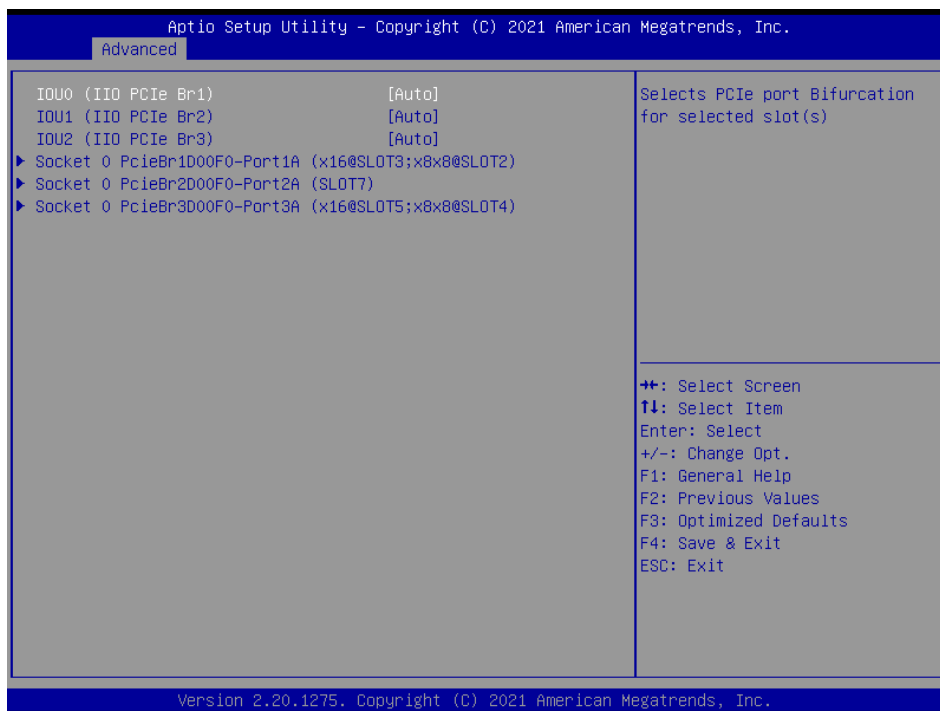 Aptio Setup Utility – Copyright (C) 2021 American Megatrends, Inc.
Advanced
IOU0 (IIO PCIe Br1) [Auto]
IOU1 (IIO PCIe Br2) [Auto]
IOU2 (IIO PCIe Br3) [Auto]
Socket 0 PcieBr1D00F0-Port1A (x16@SLOT3;x8x8@SLOT2)
Socket 0 PcieBr2D00F0-Port2A (SLOT7)
Socket 0 PcieBr3D00F0-Port3A (x16@SLOT5;x8x8@SLOT4)
Selects PCIe port Bifurcation
for selected slot(s)
→←: Select Screen
↑↓: Select Item
Enter: Select
+/-: Change Opt.
F1: General Help
F2: Previous Values
F3: Optimized Defaults
F4: Save & Exit
ESC: Exit
Version 2.20.1275. Copyright (C) 2021 American Megatrends, Inc.